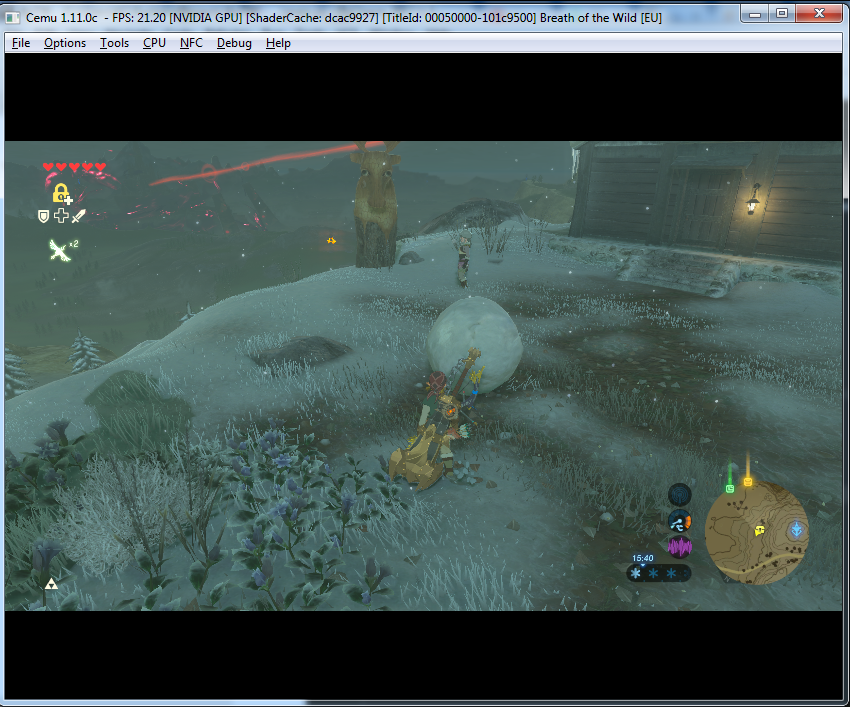 Cemu 1.11.0c - FPS: 21.20 [NVIDIA GPU] [ShaderCache: dcac9927] [TitleId: 00050000-101c9500] Breath of the Wild [EU]
File Options Tools CPU NFC Debug Help
×2
15:40